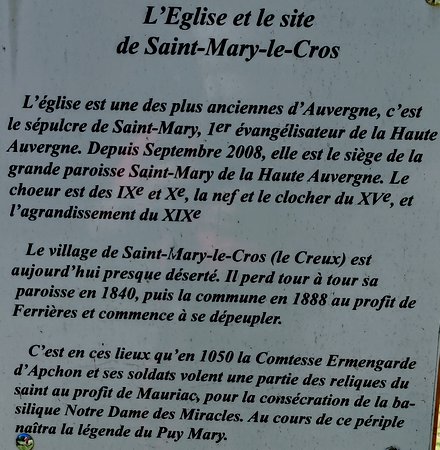 L'Eglise et le site
de Saint-Mary-le-Cros
L'église est une des plus anciennes d'Auvergne, c'est
le sépulcre de Saint-Mary, 1er évangélisateur de la Haute
Auvergne. Depuis Septembre 2008, elle est le siège de la
grande paroisse Saint-Mary de la Haute Auvergne. Le
choeur est des IXe et Xe, la nef et le clocher du XVe, et
l'agrandissement du XIXe
Le village de Saint-Mary-le-Cros (le Creux) est
aujourd'hui presque déserté. Il perd tour à tour sa
paroisse en 1840, puis la commune en 1888 au profit de
Ferrières et commence à se dépeupler.
C'est en ces lieux qu'en 1050 la Comtesse Ermengarde
d'Apchon et ses soldats volent une partie des reliques du
saint au profit de Mauriac, pour la consécration de la ba-
silique Notre Dame des Miracles. Au cours de ce périple
naîtra la légende du Puy Mary.